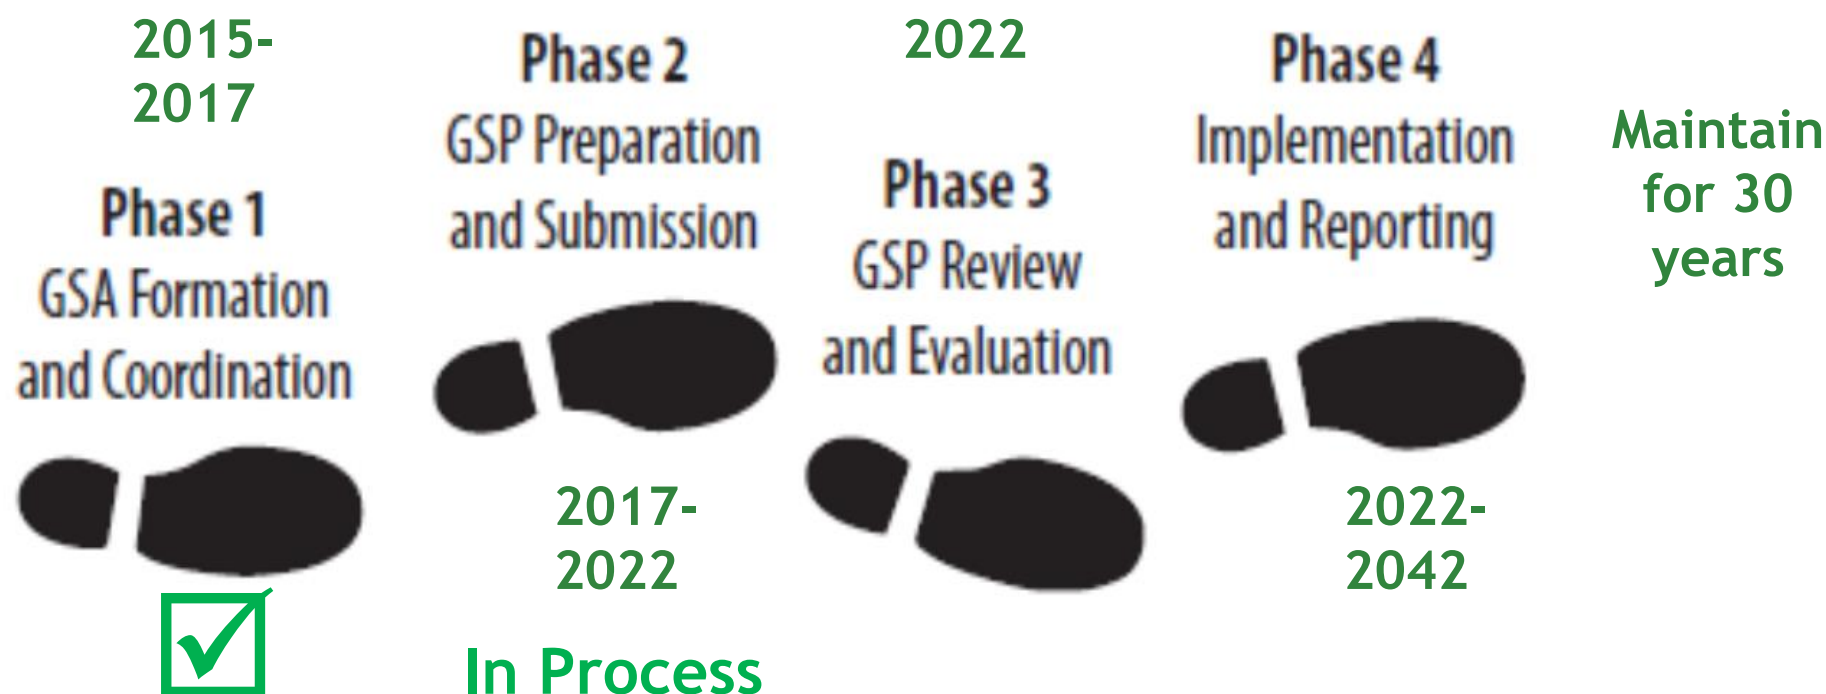 2015-
2017
Phase 1
GSA Formation
and Coordination
Phase 2
GSP Preparation
and Submission
2017-
2022
In Process
2022
Phase 3
GSP Review
and Evaluation
Phase 4
Implementation
and Reporting
2022-
2042
Maintain
for 30
years